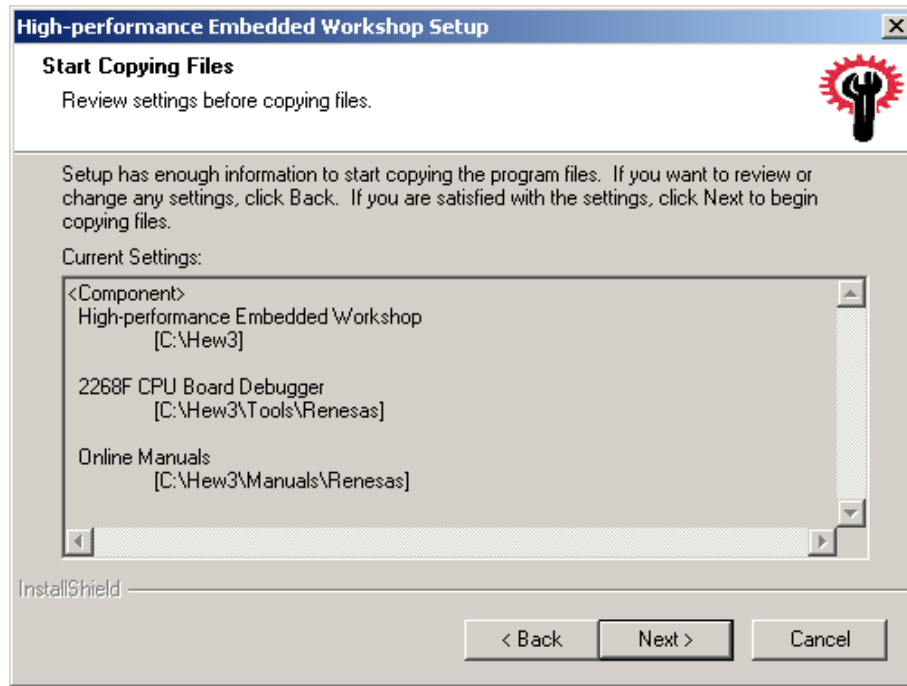 High-performance Embedded Workshop Setup
Start Copying Files
Review settings before copying files.
Setup has enough information to start copying the program files. If you want to review or
change any settings, click Back. If you are satisfied with the settings, click Next to begin
copying files.
Current Settings:
<Component>
High-performance Embedded Workshop
[C:\Hew3]
2268F CPU Board Debugger
[C:\Hew3\Tools\Renesas]
Online Manuals
[C:\Hew3\Manuals\Renesas]
InstallShield
< Back
Next >
Cancel